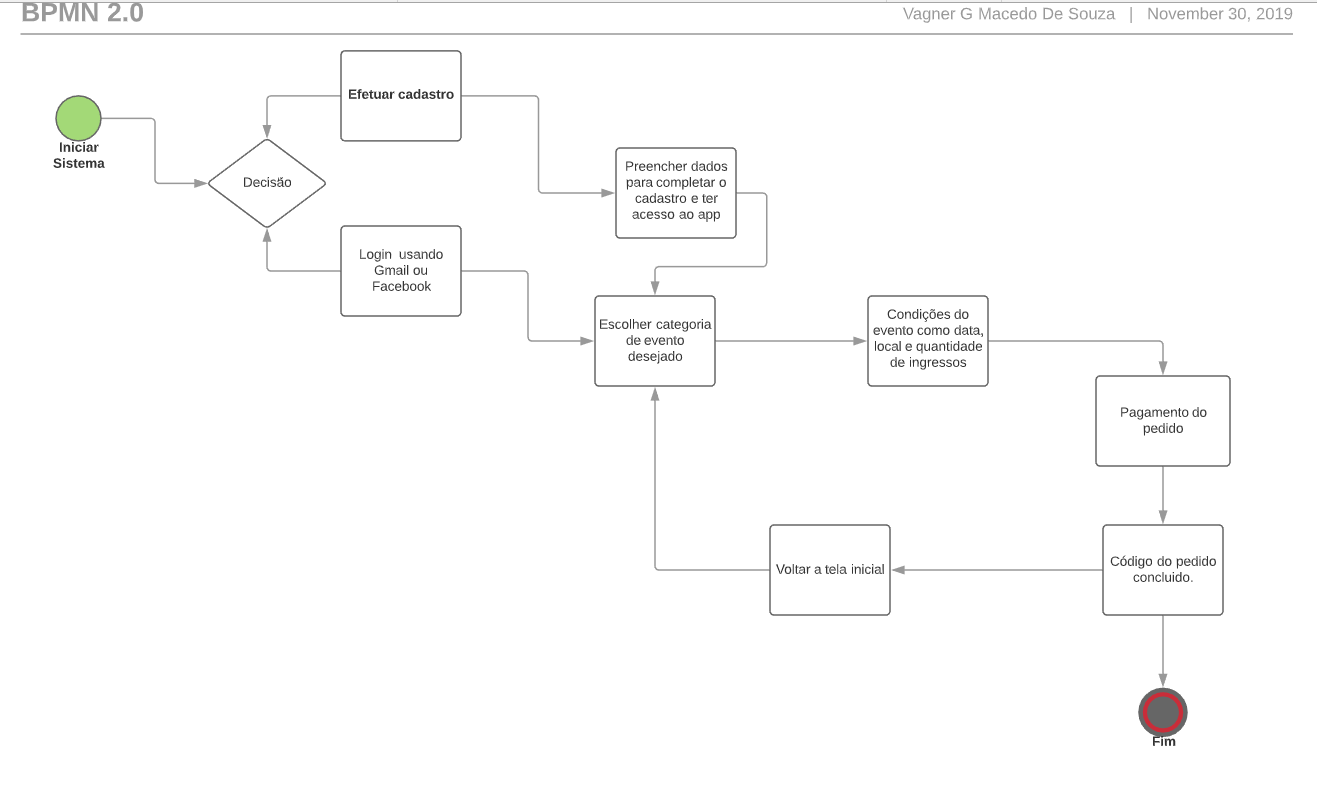 BPMN 2.0
Vagner G Macedo De Souza | November 30, 2019
Efetuar cadastro
Iniciar
Sistema
Decisão
Preencher dados
para completar o
cadastro e ter
acesso ao app
Login usando
Gmail ou
Facebook
Escolher categoria
de evento
desejado
Condições do
evento como data,
local e quantidade
de ingressos
Pagamento do
pedido
Voltar a tela inicial
Código do pedido
concluido.
Fim